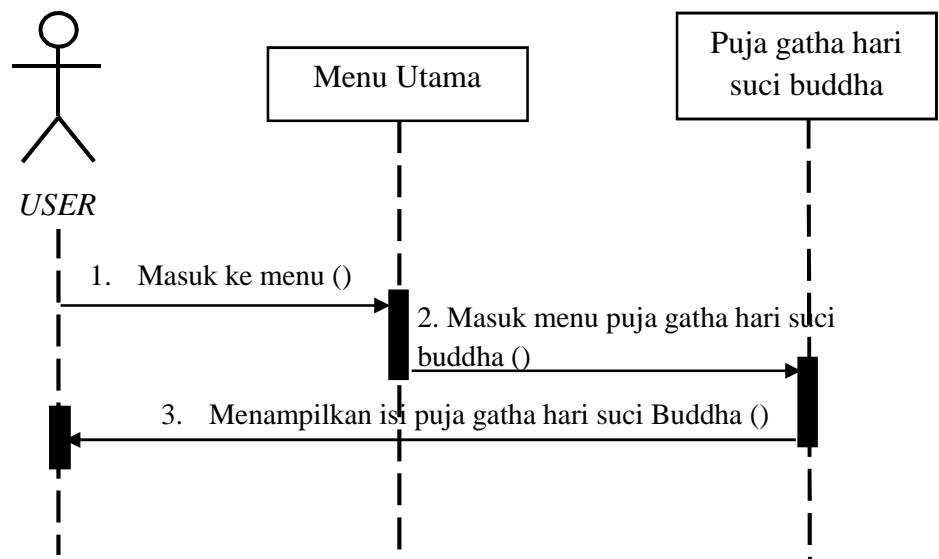 Puja gatha hari
suci buddha
Menu Utama
USER
1. Masuk ke menu ()
2. Masuk menu puja gatha hari suci
buddha ()
3. Menampilkan isi puja gatha hari suci Buddha ()